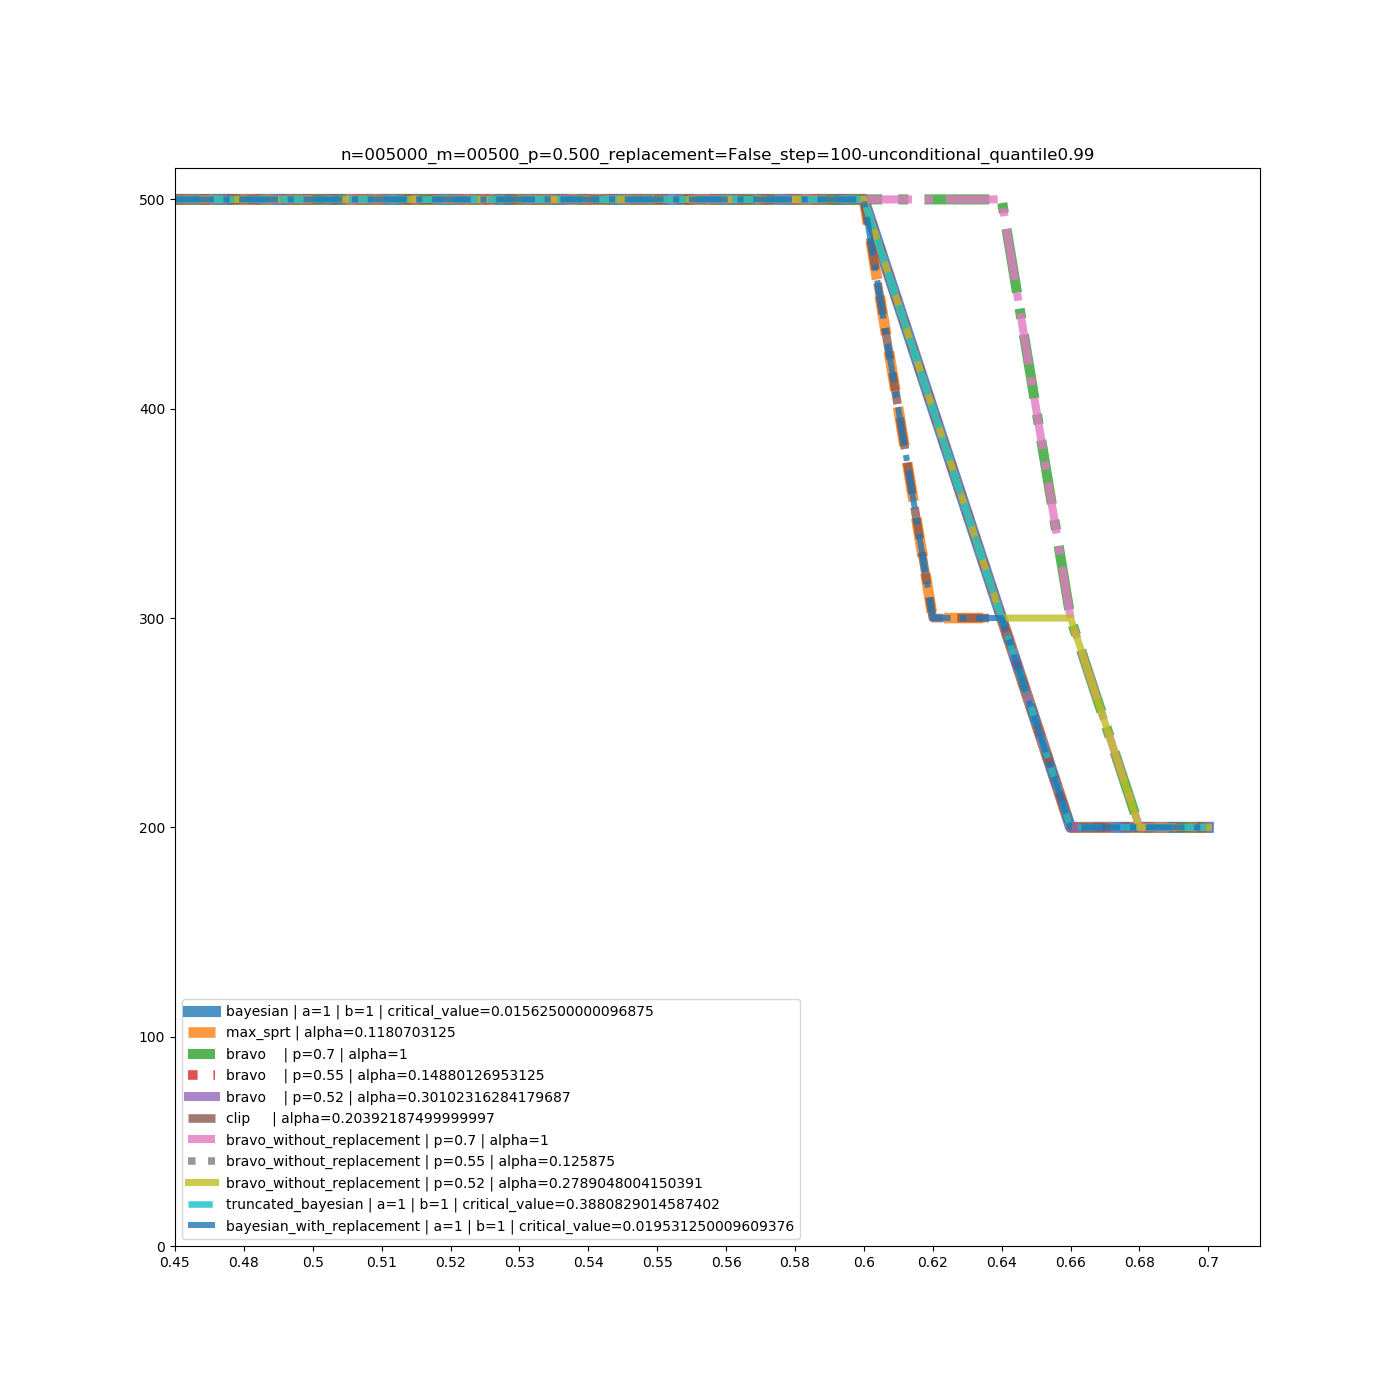 n=005000_m=00500_p=0.500_replacement=False_step=100-unconditional_quantile0.99
500
400
300
200
100
0
bayesian | a=1 | b=1 | critical_value=0.01562500000096875
max_sprt | alpha=0.1180703125
bravo    | p=0.7 | alpha=1
bravo    | p=0.55 | alpha=0.14880126953125
bravo    | p=0.52 | alpha=0.30102316284179687
clip     | alpha=0.20392187499999997
bravo_without_replacement | p=0.7 | alpha=1
bravo_without_replacement | p=0.55 | alpha=0.125875
bravo_without_replacement | p=0.52 | alpha=0.2789048004150391
truncated_bayesian | a=1 | b=1 | critical_value=0.3880829014587402
bayesian_with_replacement | a=1 | b=1 | critical_value=0.019531250009609376
0.45 0.48 0.5 0.51 0.52 0.53 0.54 0.55 0.56 0.58 0.6 0.62 0.64 0.66 0.68 0.7